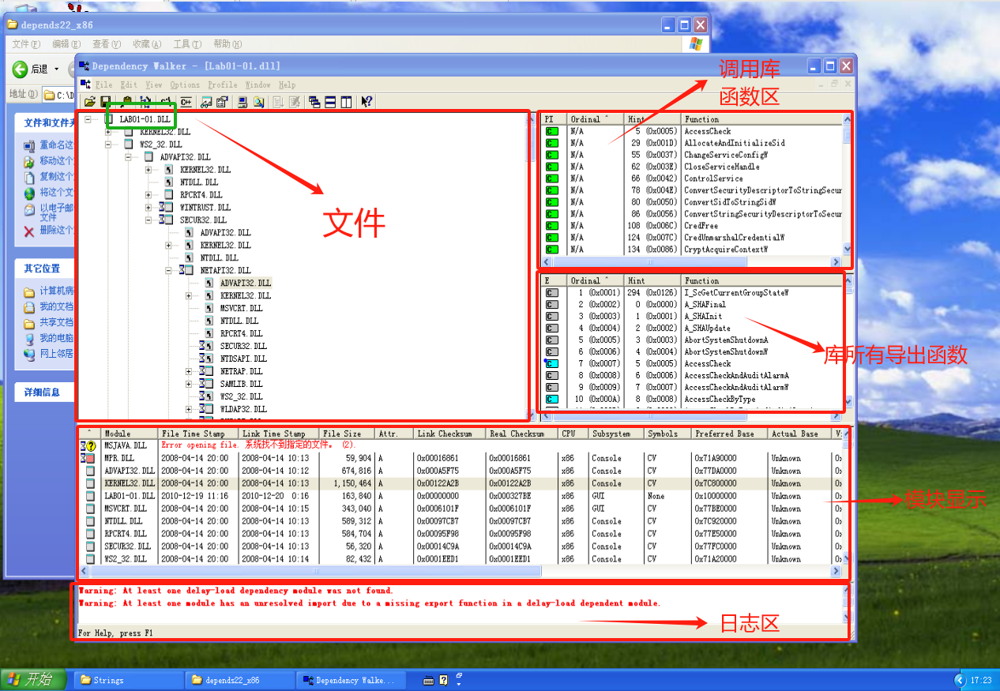 depends22_x86
文件(F) 编辑(E) 查看(V) 收藏(A) 工具(T) 帮助(H)
后退
地址(D) C:\D
文件和文件夹
重命名这个
移动这个
复制这个
将这个文
以电子邮
文件
删除这个
其它位置
计算机病
我的文档
共享文档
我的电脑
网上邻居
详细信息
Dependency Walker - [Lab01-01.dll]
File Edit View Options Profile Window Help
LAB01-01.DLL
KERNEL32.DLL
WS2_32.DLL
ADVAPI32.DLL
KERNEL32.DLL
NTDLL.DLL
RPCRT4.DLL
WINTRUST.DLL
SECUR32.DLL
ADVAPI32.DLL
KERNEL32.DLL
NTDLL.DLL
NETAPI32.DLL
ADVAPI32.DLL
KERNEL32.DLL
MSVCRT.DLL
NTDLL.DLL
RPCRT4.DLL
SECUR32.DLL
NTDSAPI.DLL
NETRAP.DLL
SAMLIB.DLL
WS2_32.DLL
WLDAP32.DLL
文件
调用库
函数区
PI Ordinal ^ Hint Function
C N/A 5 (0x0005) AccessCheck
C N/A 29 (0x001D) AllocateAndInitializeSid
C N/A 55 (0x0037) ChangeServiceConfigW
C N/A 62 (0x003E) CloseServiceHandle
C N/A 66 (0x0042) ControlService
C N/A 78 (0x004E) ConvertSecurityDescriptorToStringSecur
C N/A 80 (0x0050) ConvertSidToStringSidW
C N/A 86 (0x0056) ConvertStringSecurityDescriptorToSecur
C N/A 108 (0x006C) CredFree
C N/A 124 (0x007C) CredUnmarshalCredentialW
C N/A 134 (0x0086) CryptAcquireContextW
E Ordinal ^ Hint Function
C 1 (0x0001) 294 (0x0126) I_ScGetCurrentGroupStateW
C 2 (0x0002) 0 (0x0000) A_SHAFinal
C 3 (0x0003) 1 (0x0001) A_SHAInit
C 4 (0x0004) 2 (0x0002) A_SHAUpdate
C 5 (0x0005) 3 (0x0003) AbortSystemShutdownA
C 6 (0x0006) 4 (0x0004) AbortSystemShutdownW
C 7 (0x0007) 5 (0x0005) AccessCheck
C 8 (0x0008) 6 (0x0006) AccessCheckAndAuditAlarmA
C 9 (0x0009) 7 (0x0007) AccessCheckAndAuditAlarmW
C 10 (0x000A) 8 (0x0008) AccessCheckByType
库所有导出函数
^ Module File Time Stamp Link Time Stamp File Size Attr. Link Checksum Real Checksum CPU Subsystem Symbols Preferred Base Actual Base
MSJAVA.DLL Error opening file. 系统找不到指定的文件。 (2).
MPR.DLL 2008-04-14 20:00 2008-04-14 10:13 59,904 A 0x00016861 0x00016861 x86 Console CV 0x71A90000 Unknown 0x
ADVAPI32.DLL 2008-04-14 20:00 2008-04-14 10:12 674,816 A 0x000A5F75 0x000A5F75 x86 Console CV 0x77DA0000 Unknown 0x
KERNEL32.DLL 2008-04-14 20:00 2008-04-14 10:13 1,150,464 A 0x00122A2B 0x00122A2B x86 Console CV 0x7C800000 Unknown 0x
LAB01-01.DLL 2010-12-19 11:16 2010-12-20 0:16 163,840 A 0x00000000 0x000327BE x86 GUI None 0x10000000 Unknown 0x
MSVCRT.DLL 2008-04-14 20:00 2008-04-14 10:15 343,040 A 0x0006101F 0x0006101F x86 GUI CV 0x77BE0000 Unknown 0x
NTDLL.DLL 2008-04-14 20:00 2008-04-14 10:13 589,312 A 0x00097CB7 0x00097CB7 x86 Console CV 0x7C920000 Unknown 0x
RPCRT4.DLL 2008-04-14 20:00 2008-04-14 10:13 584,704 A 0x00095F98 0x00095F98 x86 Console CV 0x77E50000 Unknown 0x
SECUR32.DLL 2008-04-14 20:00 2008-04-14 10:13 56,320 A 0x00014C9A 0x00014C9A x86 Console CV 0x77FC0000 Unknown 0x
WS2_32.DLL 2008-04-14 20:00 2008-04-14 10:14 82,432 A 0x0001EED1 0x0001EED1 x86 Console CV 0x71A20000 Unknown 0x
模块显示
Warning: At least one delay-load dependency module was not found.
Warning: At least one module has an unresolved import due to a missing export function in a delay-load dependent module.
日志区
For Help, press F1
开始 Strings depends22_x86 Dependency Walke... 17:23